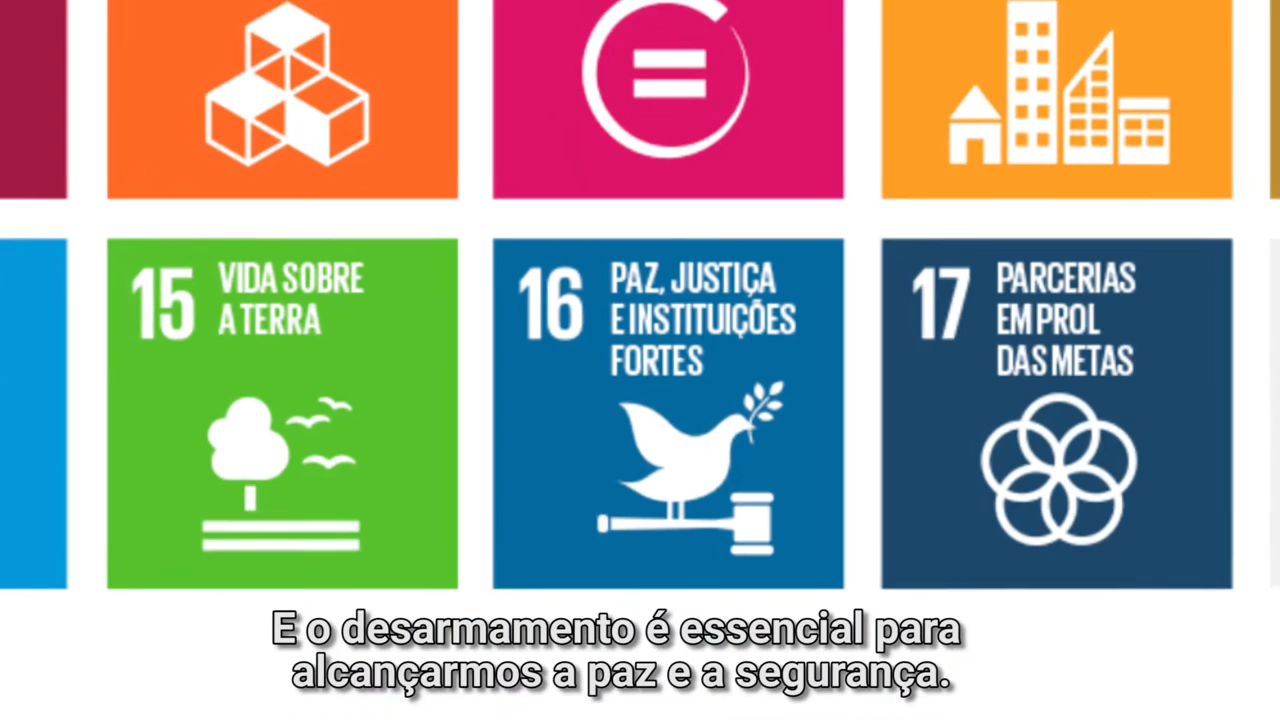 15 VIDA SOBRE
A TERRA
16 PAZ, JUSTIÇA
E INSTITUIÇÕES
FORTES
17 PARCERIAS
EM PROL
DAS METAS
E o desarmamento é essencial para
alcançarmos a paz e a segurança.